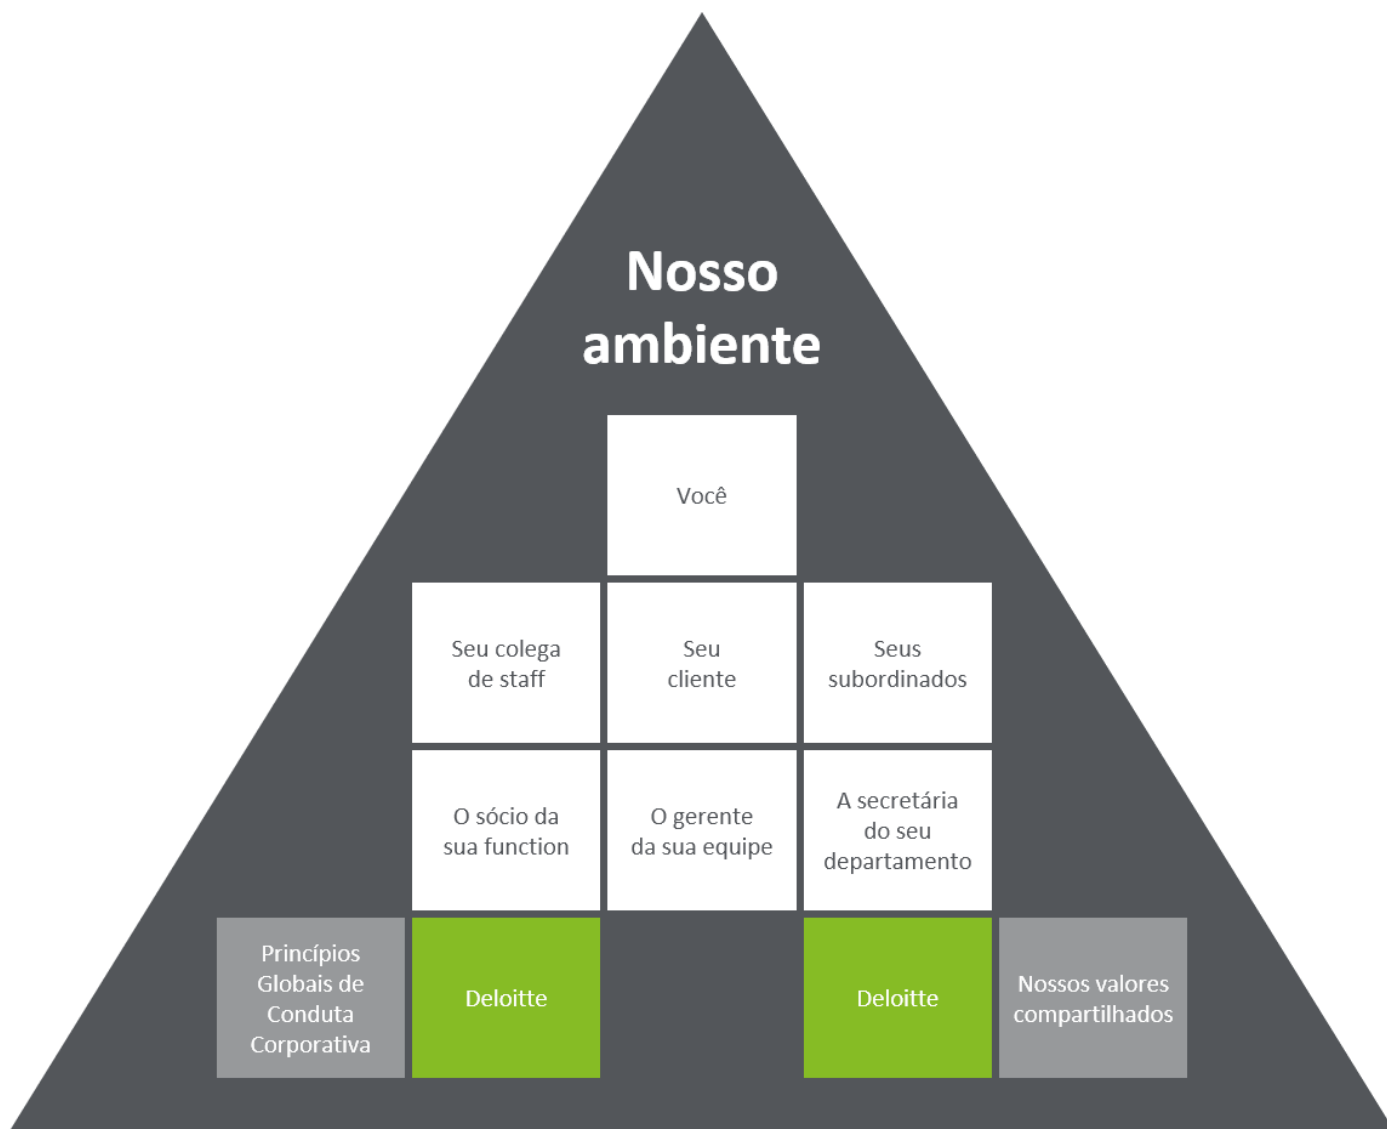 Nosso
ambiente
Você
Seu colega
de staff
Seu
cliente
Seus
subordinados
O sócio da
sua function
O gerente
da sua equipe
A secretária
do seu
departamento
Princípios
Globais de
Conduta
Corporativa
Deloitte
Deloitte
Nossos valores
compartilhados